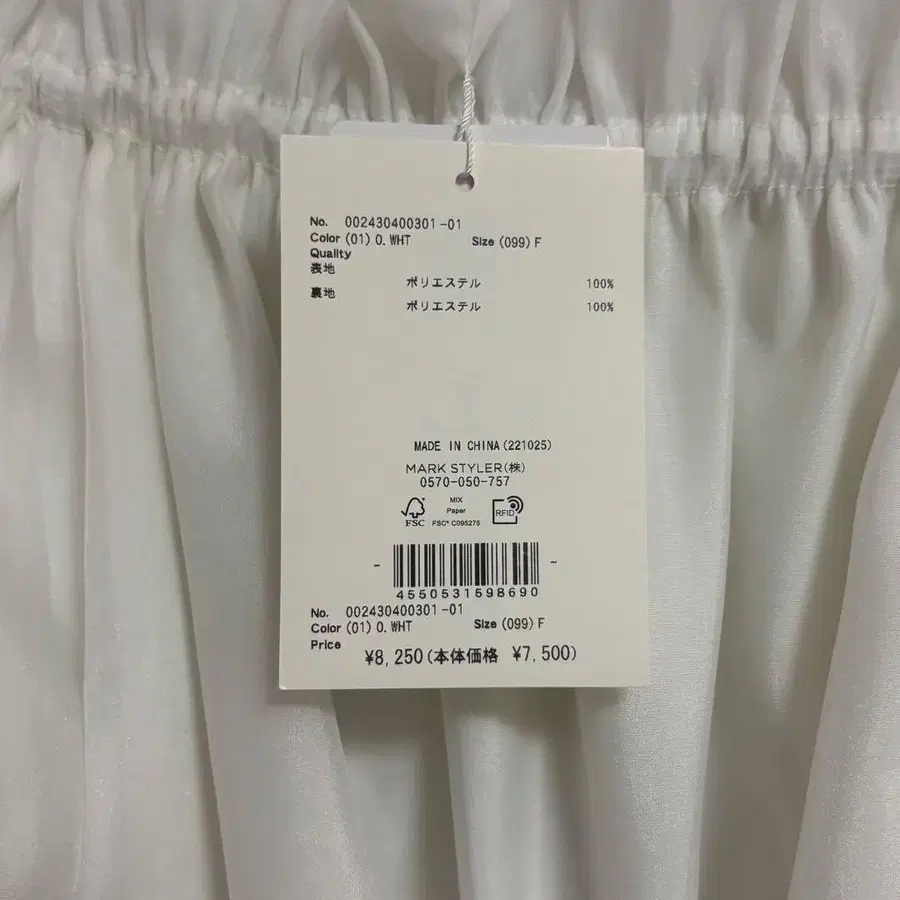 No. 002430400301-01
Color (01) O. WHT Size (099) F
Quality
表地
ポリエステル 100%
裏地
ポリエステル 100%
MADE IN CHINA (221025)
MARK STYLER(株)
0570-050-757
FSC MIX Paper FSC® C095275 RFID
4550531598690
No. 002430400301-01
Color (01) O. WHT Size (099) F
Price
¥8,250(本体価格 ¥7,500)